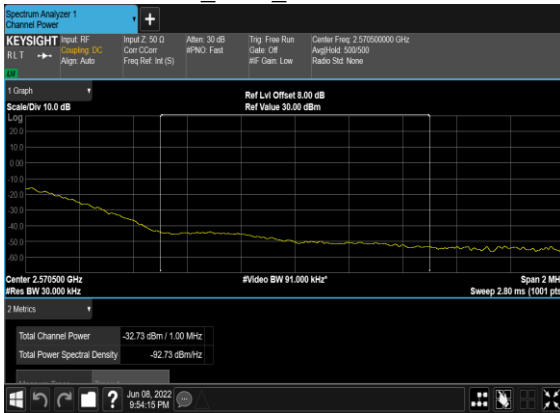 Spectrum Analyzer 1
Channel Power
+
KEYSIGHT
RLT
LNI
Input: RF
Coupling: DC
Align: Auto
Input Z: 50 Ω
Corr CCorr
Freq Ref: Int (S)
Atten: 30 dB
#PNO: Fast
Trig: Free Run
Gate: Off
#IF Gain: Low
Center Freq: 2.570500000 GHz
Avg|Hold: 500/500
Radio Std: None
1 Graph
Scale/Div 10.0 dB
Ref Lvl Offset 8.00 dB
Ref Value 30.00 dBm
Log
20.0
10.0
0.00
-10.0
-20.0
-30.0
-40.0
-50.0
-60.0
Center 2.570500 GHz
#Video BW 91.000 kHz*
Span 2 MH
#Res BW 30.000 kHz
Sweep 2.80 ms (1001 pts
2 Metrics
Total Channel Power -32.73 dBm / 1.00 MHz
Total Power Spectral Density -92.73 dBm/Hz
?
Jun 08, 2022
9:54:15 PM